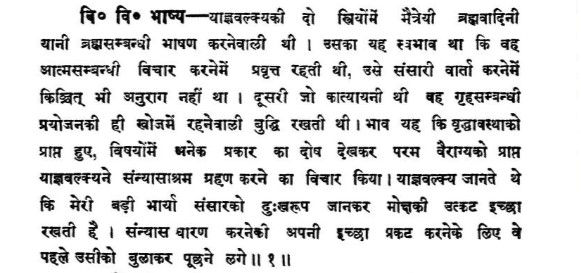 वि० वि० भाष्य—याज्ञवल्क्यकी दो स्त्रियोंमें मैत्रेयी ब्रह्मवादिनी
यानी ब्रह्मसम्बन्धी भाषण करनेवाली थी । उसका यह स्वभाव था कि वह
आत्मसम्बन्धी विचार करनेमें प्रवृत्त रहती थी, उसे संसारी वार्ता करनेमें
किञ्चित् भी अनुराग नहीं था । दूसरी जो कात्यायनी थी वह गृहसम्बन्धी
प्रयोजनकी ही खोजमें रहनेवाली बुद्धि रखती थी। भाव यह कि वृद्धावस्थाको
प्राप्त हुए, विषयोंमें अनेक प्रकार का दोष देखकर परम वैराग्यको प्राप्त
याज्ञवल्क्यने संन्यासाश्रम ग्रहण करने का विचार किया। याज्ञवल्क्य जानते थे
कि मेरी बड़ी भार्या संसारको दुःखरूप जानकर मोक्षकी उत्कट इच्छा
रखती है । संन्यास धारण करनेकी अपनी इच्छा प्रकट करनेके लिए वे
पहले उसीको बुलाकर पूछने लगे॥ १॥